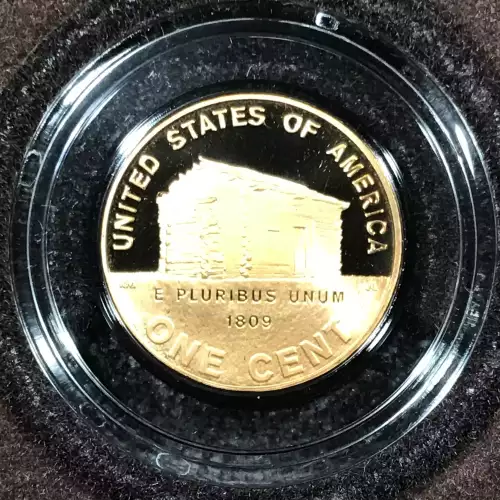 UNITED STATES OF AMERICA
E PLURIBUS UNUM
1809
ONE CENT